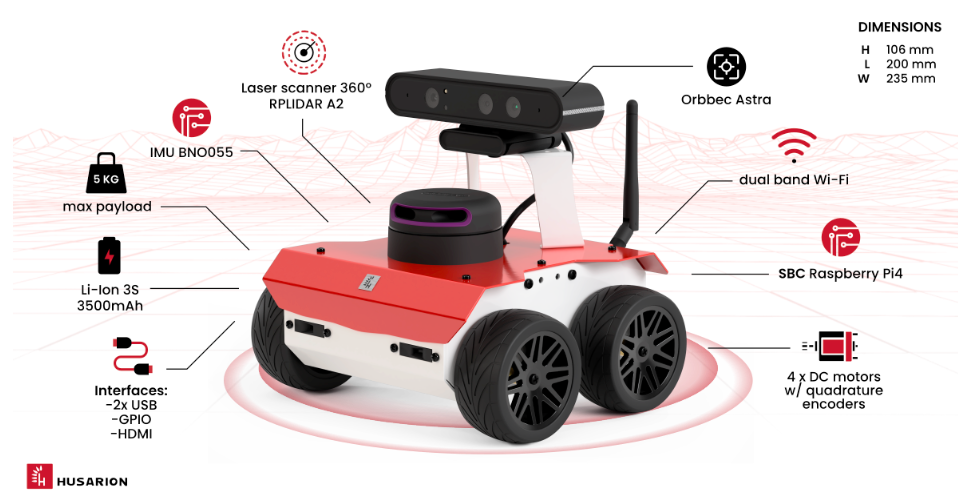 DIMENSIONS
H 106 mm
L 200 mm
W 235 mm
Laser scanner 360°
RPLIDAR A2
Orbbec Astra
IMU BNO055
dual band Wi-Fi
5 KG
max payload
SBC Raspberry Pi4
Li-Ion 3S
3500mAh
4 x DC motors
w/ quadrature
encoders
Interfaces:
-2x USB
-GPIO
-HDMI
H HUSARION